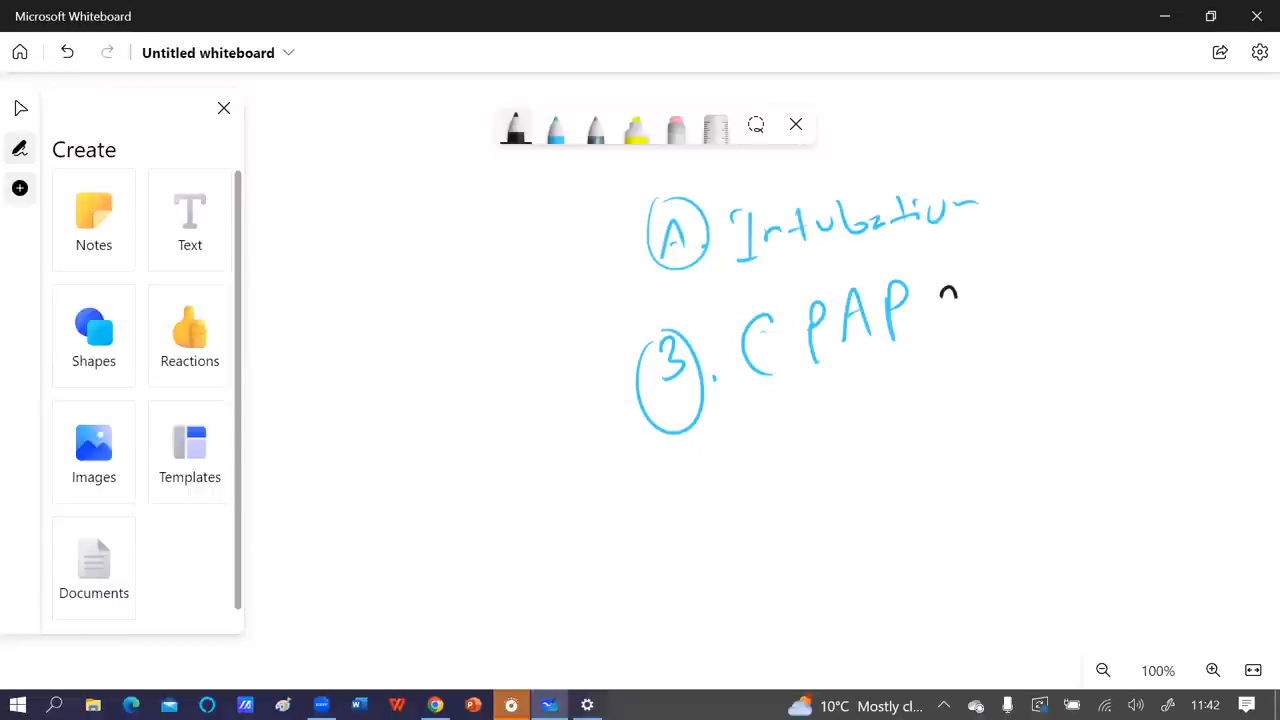 Microsoft Whiteboard
Untitled whiteboard
Create
Notes
Text
Shapes
Reactions
Images
Templates
Documents
A. Intubation
3. CPAP
100%
10°C Mostly cl...
11:42